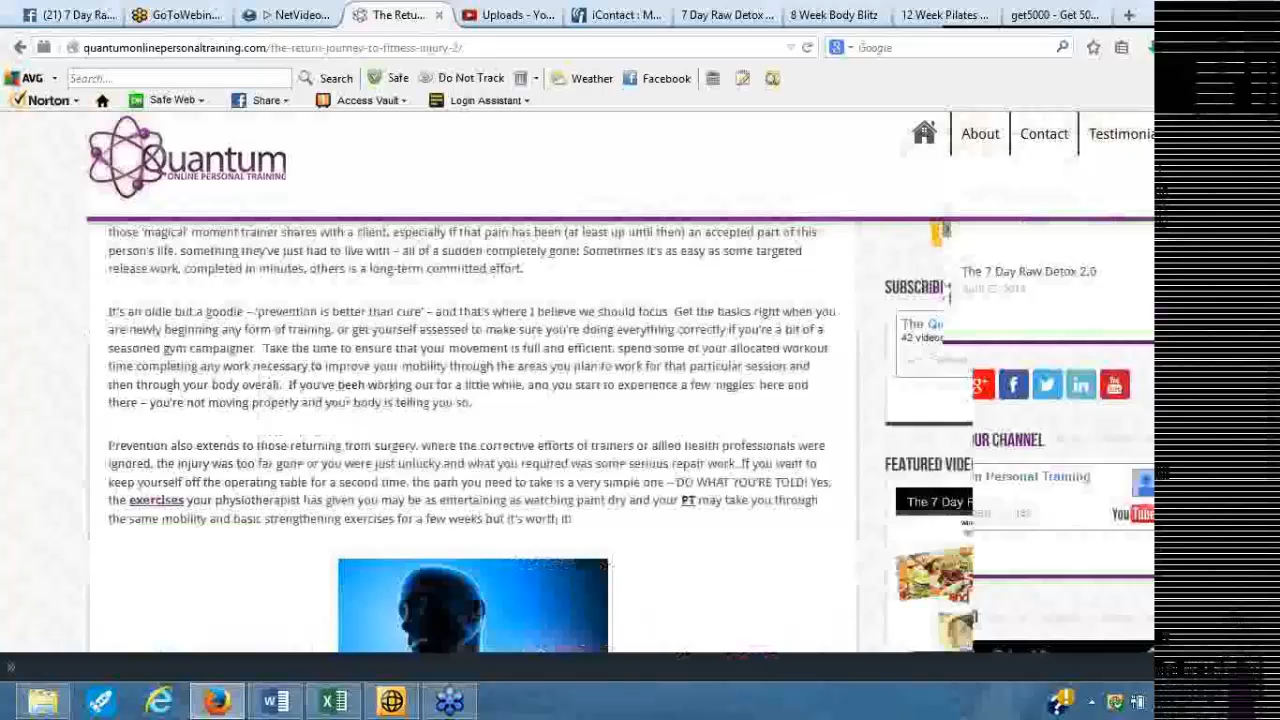 (21) 7 Day Ra...
GoToWebin...
NetVideo...
The Retu...
Uploads - Yo...
iContact : M...
7 Day Raw Detox ...
8 Week Body Blitz
12 Week Pilates ...
get5000 - Get 50...
quantumonlinepersonaltraining.com/the-return-journey-to-fitness-injury/
Google
AVG
Search...
Search
Safe
Do Not Track
Weather
Facebook
Norton
Safe Web
Share
Access Vault
Login Assistant
Quantum
ONLINE PERSONAL TRAINING
About
Contact
Testimonia
those 'magical' moment trainer shares with a client, especially if that pain has been (at least up until then) an accepted part of this
person's life, something they've just had to live with – all of a sudden completely gone! Sometimes it's as easy as some targeted
release work, completed in minutes, others is a long-term committed effort.
It's an oldie but a goodie – 'prevention is better than cure' – and that's where I believe we should focus. Get the basics right when you
are newly beginning any form of training, or get yourself assessed to make sure you're doing everything correctly if you're a bit of a
seasoned gym campaigner. Take the time to ensure that your movement is full and efficient, spend some of your allocated workout
time completing any work necessary to improve your mobility through the areas you plan to work for that particular session and
then through your body overall. If you've been working out for a little while, and you start to experience a few 'niggles' here and
there – you're not moving properly and your body is telling you so.
Prevention also extends to those returning from surgery, where the corrective efforts of trainers or allied health professionals were
ignored, the injury was too far gone or you were just unlucky and what you required was some serious repair work. If you want to
keep yourself off the operating table a second time, the path you need to take is a very simple one – DO WHAT YOU'RE TOLD! Yes,
the exercises your physiotherapist has given you may be as entertaining as watching paint dry and your PT may take you through
the same mobility and basic strengthening exercises for a few weeks but it's worth it!
The 7 Day Raw Detox 2.0
SUBSCRIB
The Qu
#2 video
UR CHANNEL
FEATURED VIDE
n Personal Training
The 7 Day F
You Tube